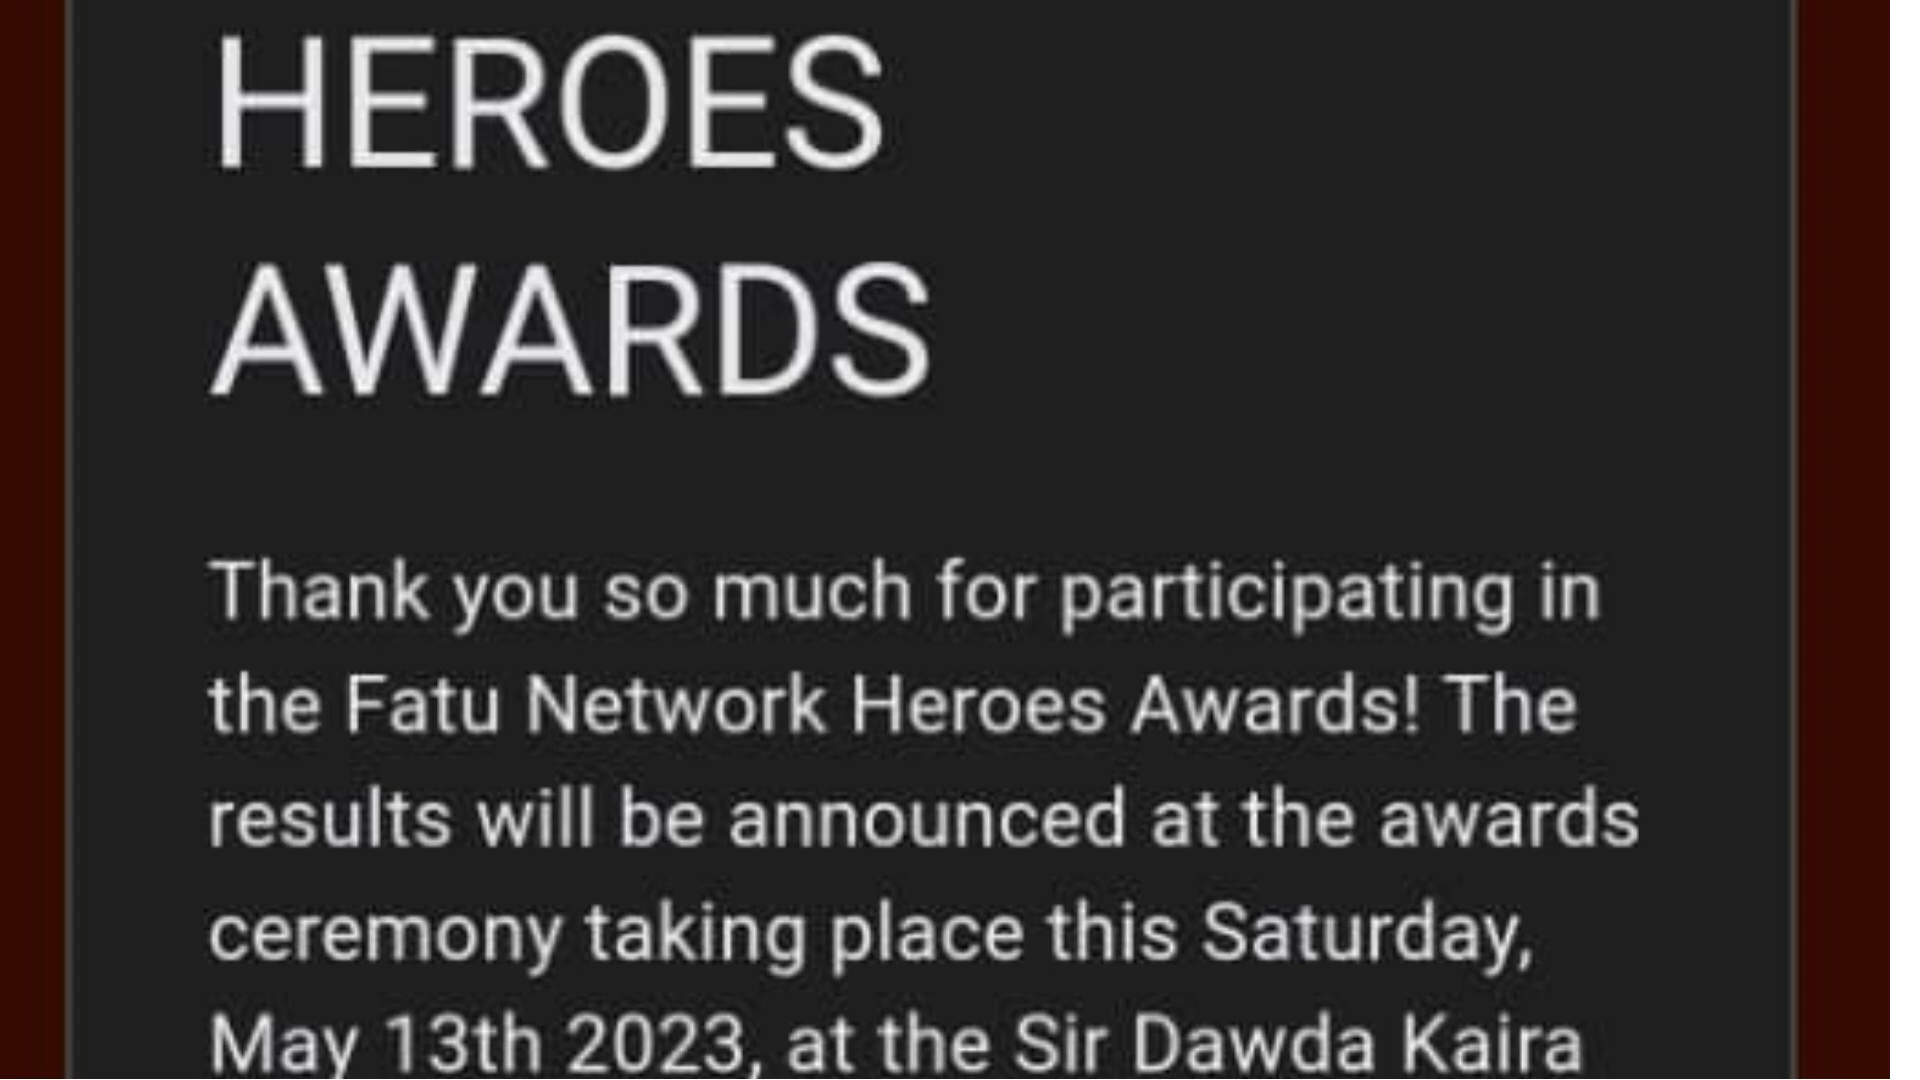 HEROES
AWARDS
Thank you so much for participating in
the Fatu Network Heroes Awards! The
results will be announced at the awards
ceremony taking place this Saturday,
May 13th 2023, at the Sir Dawda Kaira